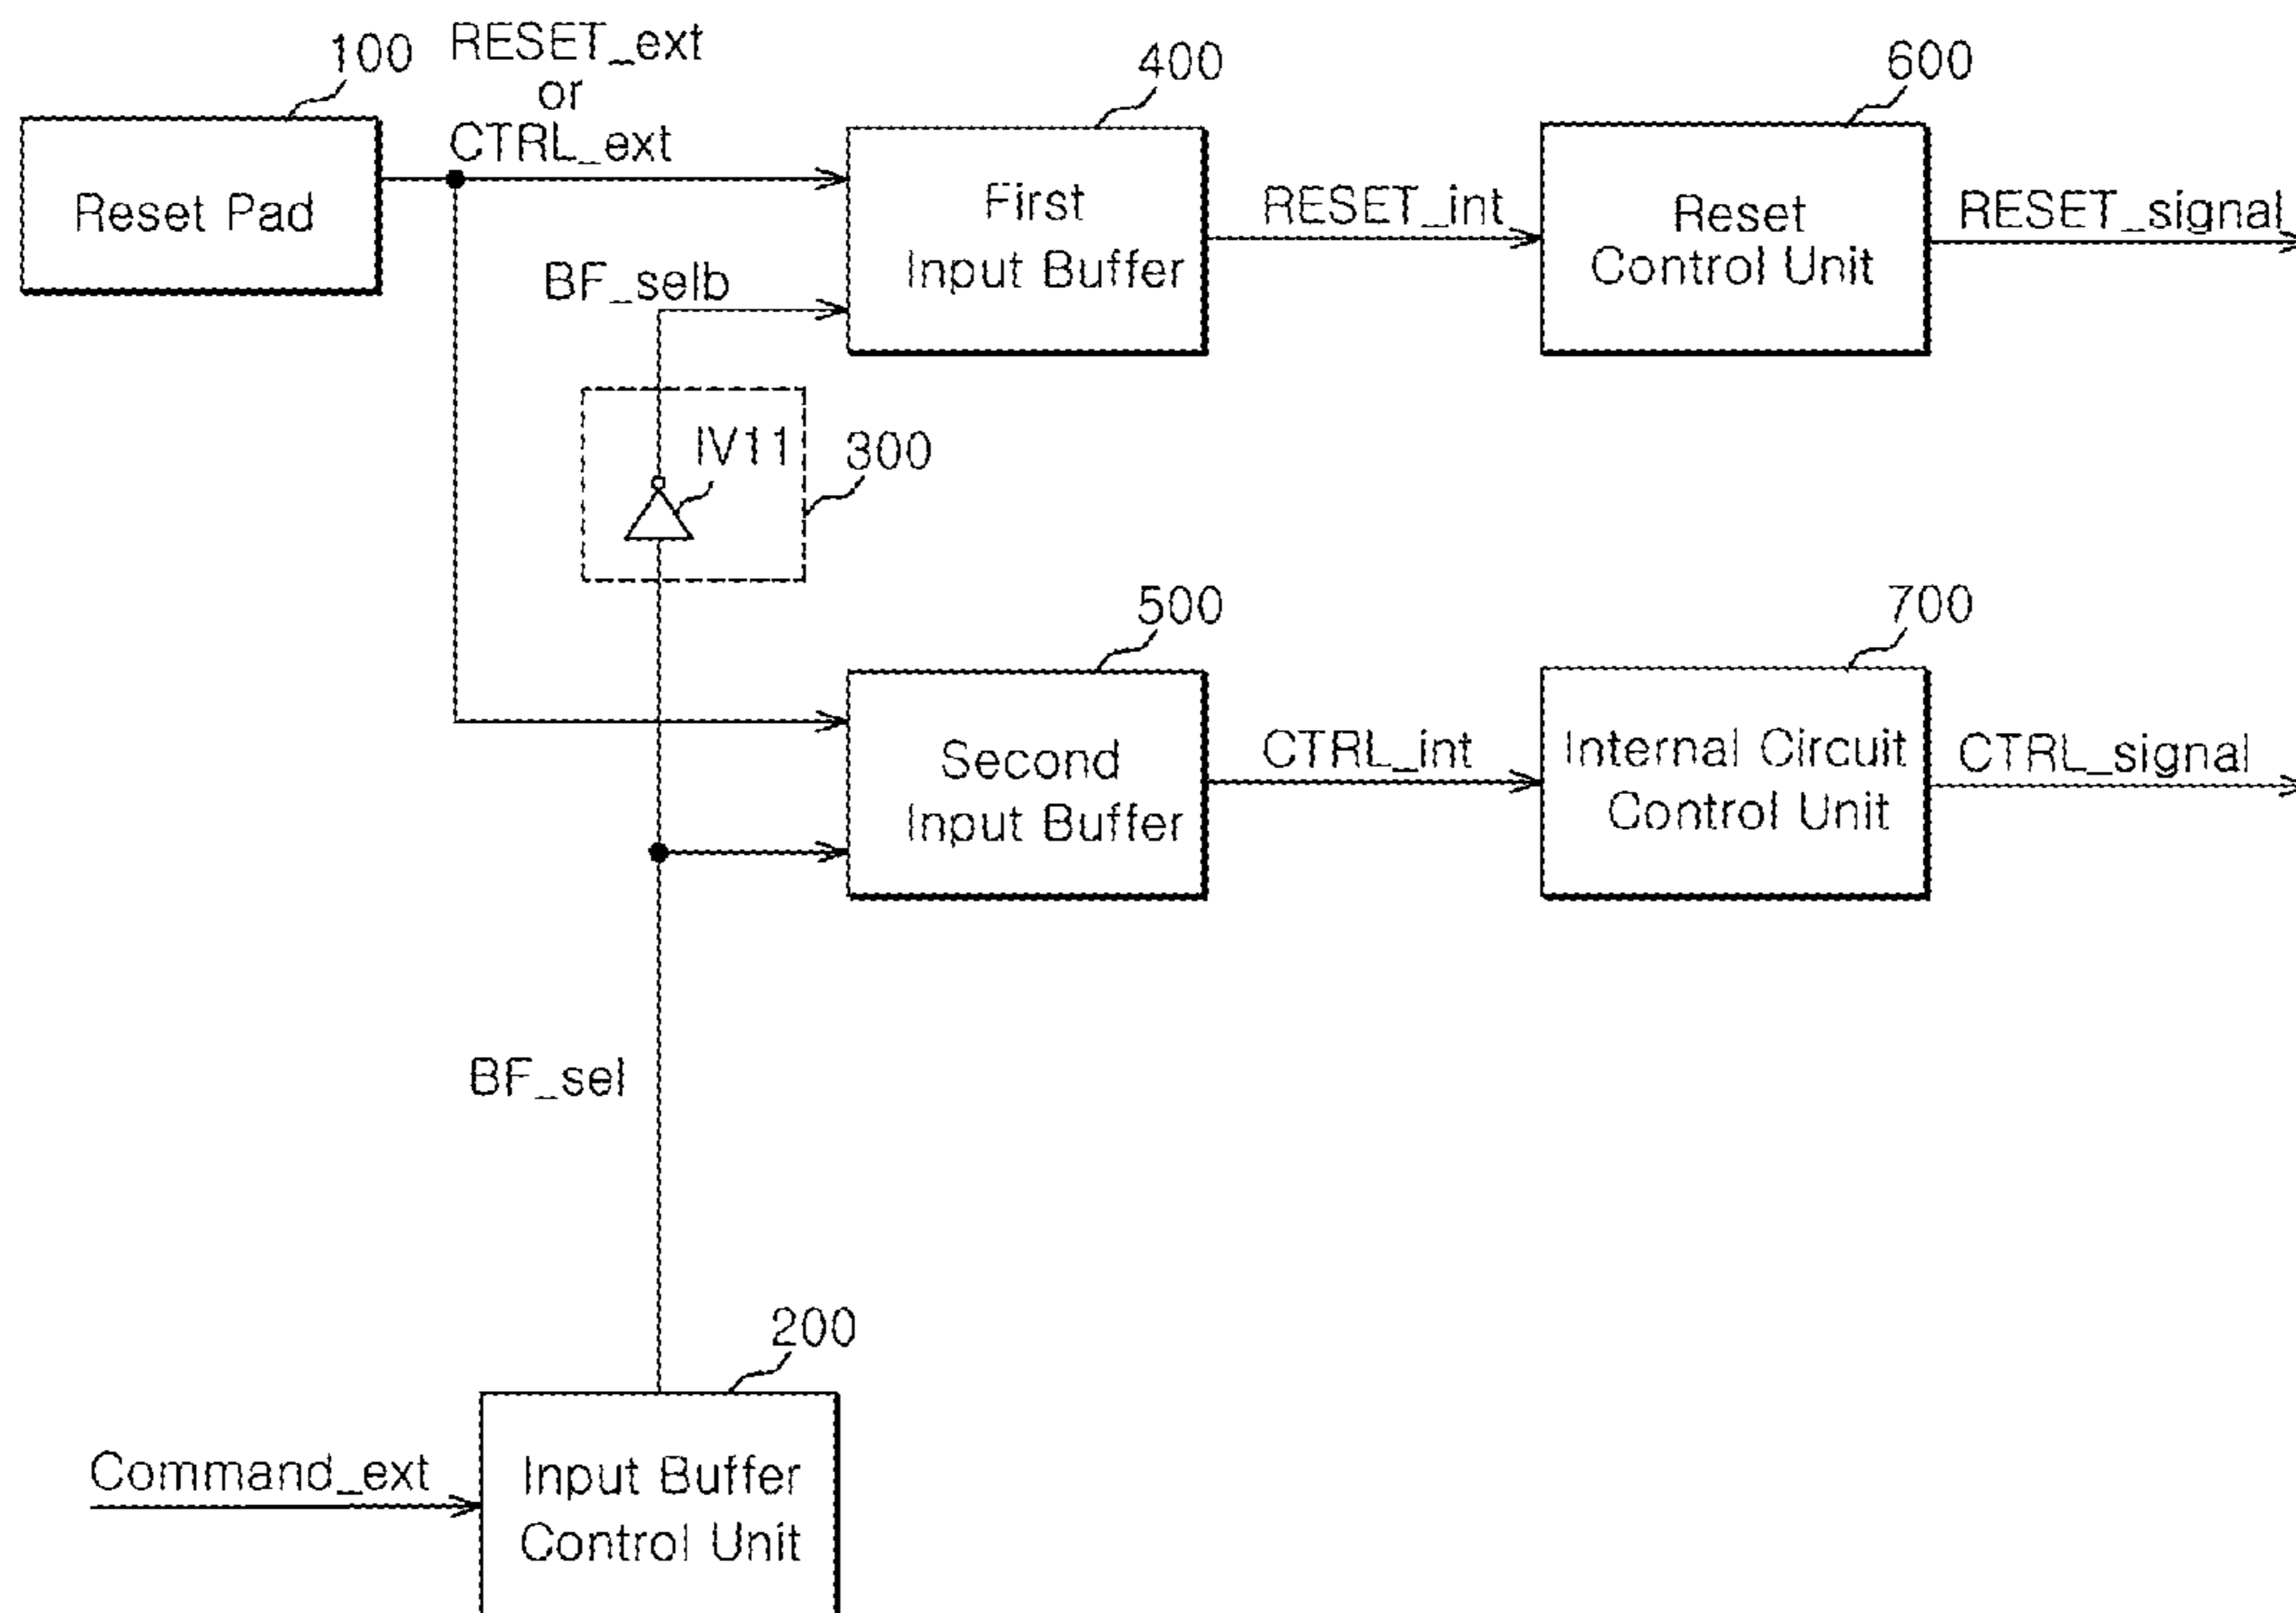 100
RESET_ext
or
CTRL_ext
400
600
Reset Pad
First
Input Buffer
RESET_int
Reset
Control Unit
RESET_signal
BF_selb
IV11
300
500
700
Second
Input Buffer
CTRL_int
Internal Circuit
Control Unit
CTRL_signal
BF_sel
200
Command_ext
Input Buffer
Control Unit